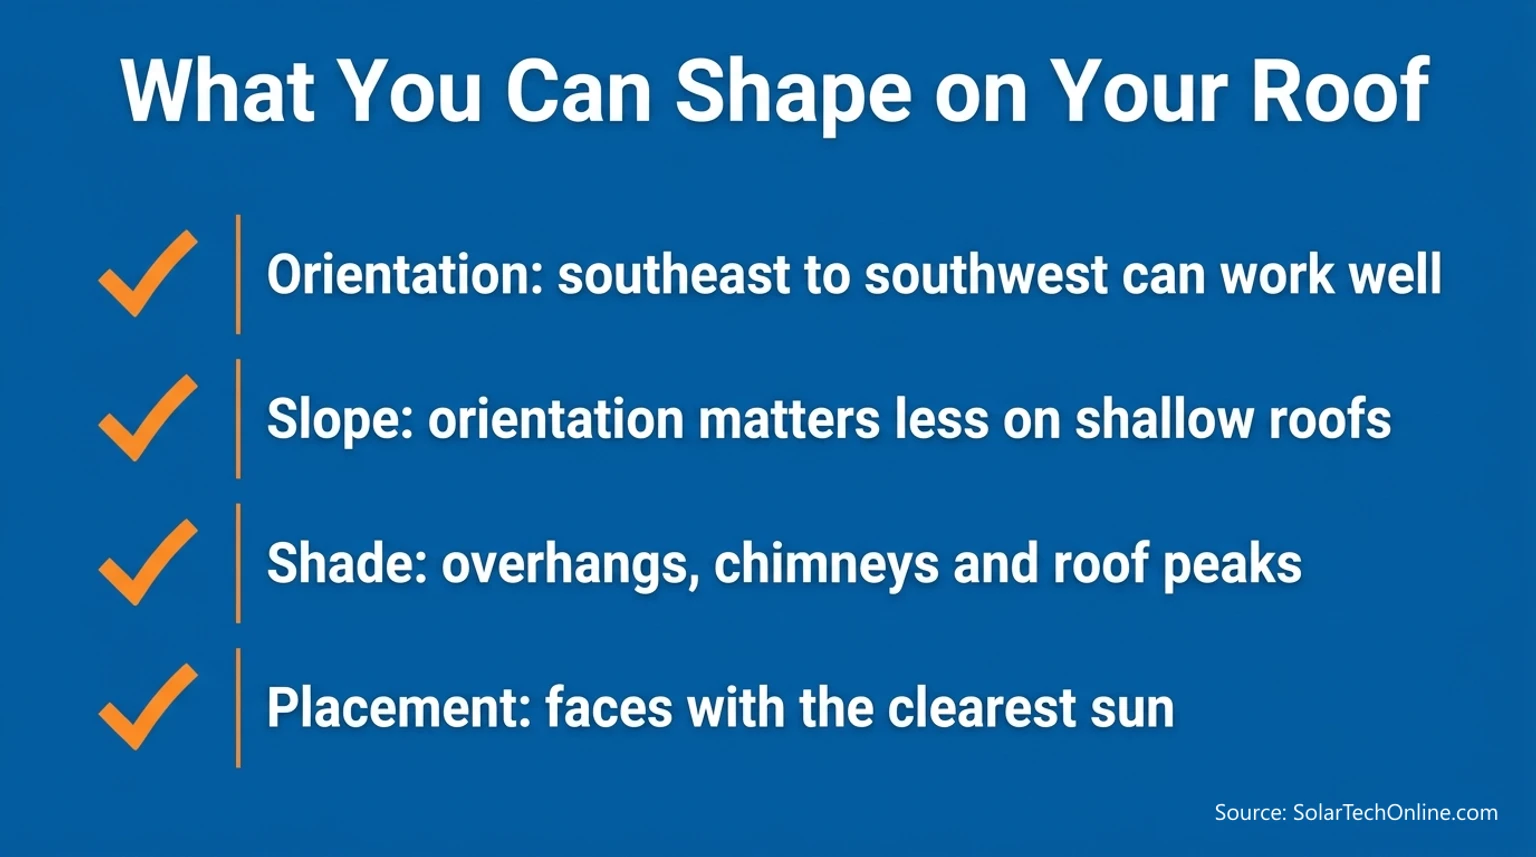 What You Can Shape on Your Roof
Orientation: southeast to southwest can work well
Slope: orientation matters less on shallow roofs
Shade: overhangs, chimneys and roof peaks
Placement: faces with the clearest sun
Source: SolarTechOnline.com